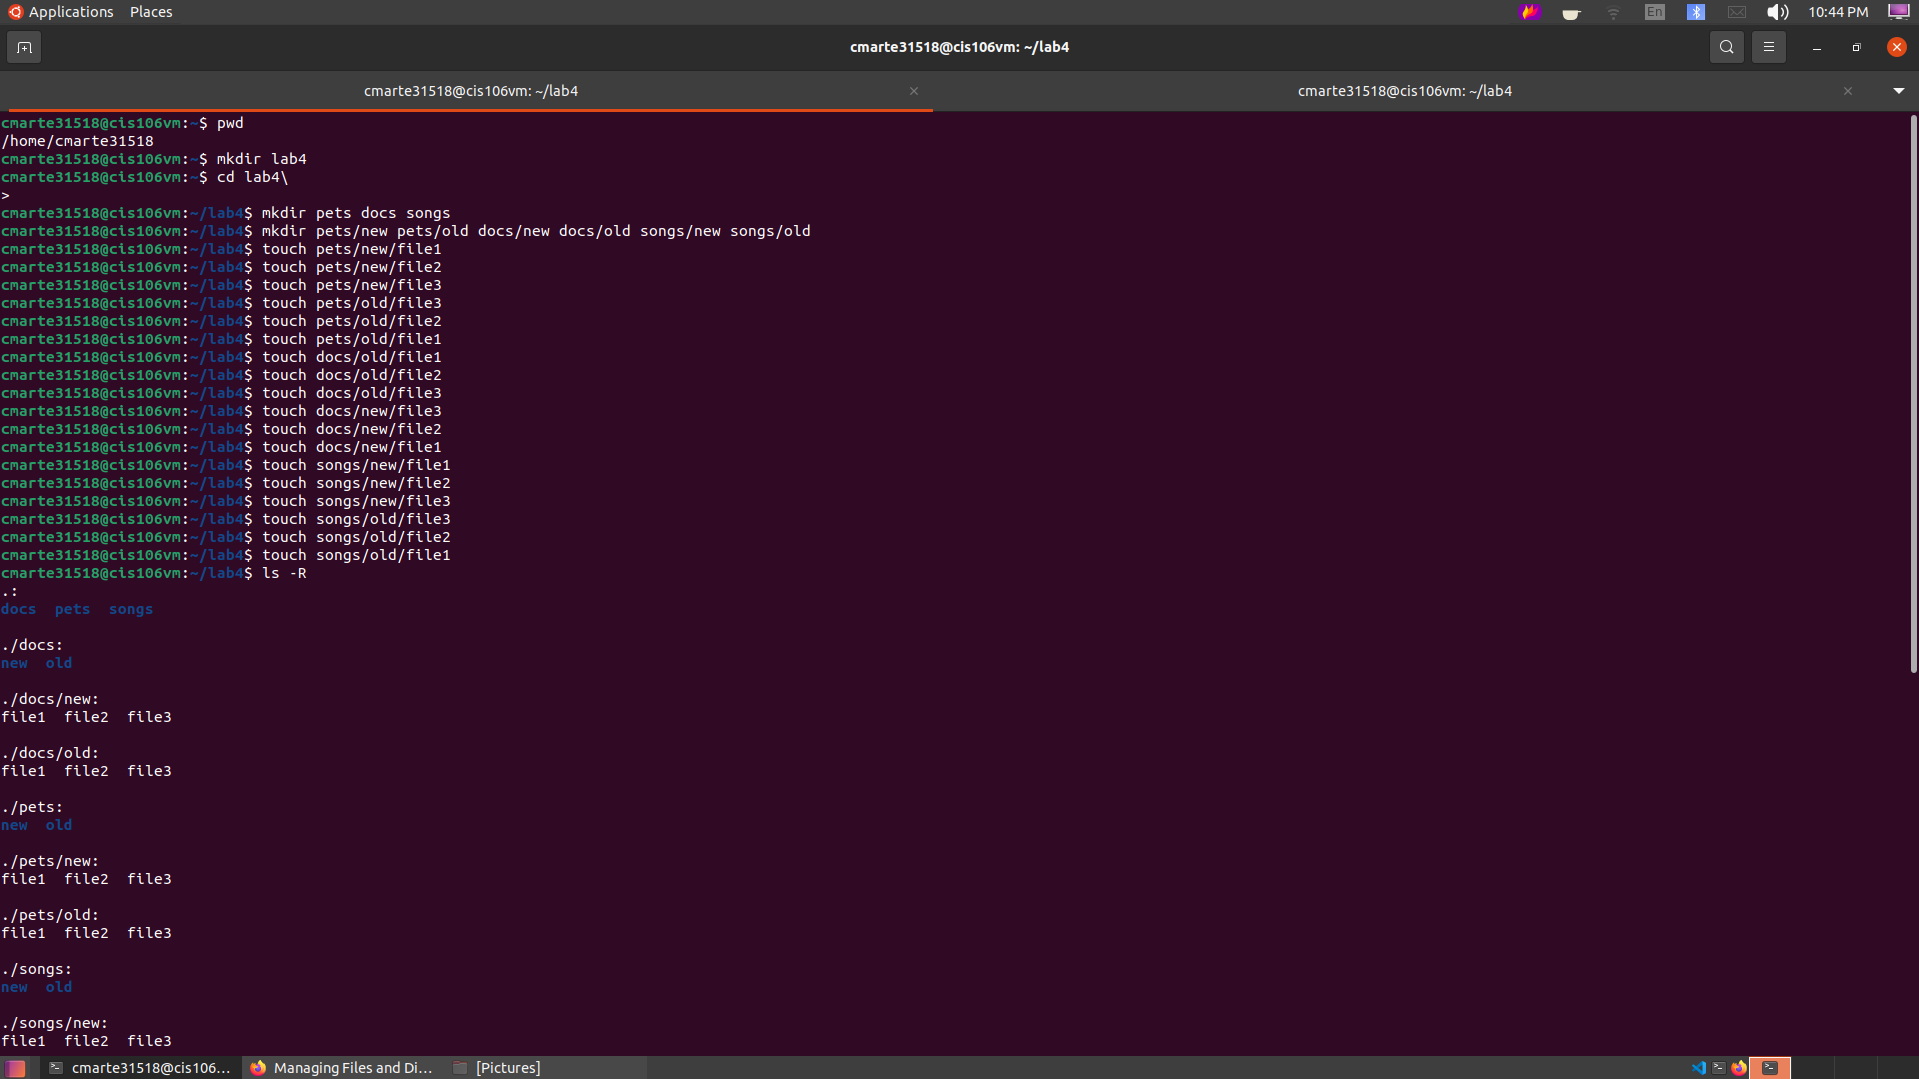 Applications Places En 10:44 PM
cmarte31518@cis106vm: ~/lab4
cmarte31518@cis106vm: ~/lab4 cmarte31518@cis106vm: ~/lab4
cmarte31518@cis106vm:~$ pwd
/home/cmarte31518
cmarte31518@cis106vm:~$ mkdir lab4
cmarte31518@cis106vm:~$ cd lab4\
>
cmarte31518@cis106vm:~/lab4$ mkdir pets docs songs
cmarte31518@cis106vm:~/lab4$ mkdir pets/new pets/old docs/new docs/old songs/new songs/old
cmarte31518@cis106vm:~/lab4$ touch pets/new/file1
cmarte31518@cis106vm:~/lab4$ touch pets/new/file2
cmarte31518@cis106vm:~/lab4$ touch pets/new/file3
cmarte31518@cis106vm:~/lab4$ touch pets/old/file3
cmarte31518@cis106vm:~/lab4$ touch pets/old/file2
cmarte31518@cis106vm:~/lab4$ touch pets/old/file1
cmarte31518@cis106vm:~/lab4$ touch docs/old/file1
cmarte31518@cis106vm:~/lab4$ touch docs/old/file2
cmarte31518@cis106vm:~/lab4$ touch docs/old/file3
cmarte31518@cis106vm:~/lab4$ touch docs/new/file3
cmarte31518@cis106vm:~/lab4$ touch docs/new/file2
cmarte31518@cis106vm:~/lab4$ touch docs/new/file1
cmarte31518@cis106vm:~/lab4$ touch songs/new/file1
cmarte31518@cis106vm:~/lab4$ touch songs/new/file2
cmarte31518@cis106vm:~/lab4$ touch songs/new/file3
cmarte31518@cis106vm:~/lab4$ touch songs/old/file3
cmarte31518@cis106vm:~/lab4$ touch songs/old/file2
cmarte31518@cis106vm:~/lab4$ touch songs/old/file1
cmarte31518@cis106vm:~/lab4$ ls -R
.:
docs  pets  songs

./docs:
new  old

./docs/new:
file1  file2  file3

./docs/old:
file1  file2  file3

./pets:
new  old

./pets/new:
file1  file2  file3

./pets/old:
file1  file2  file3

./songs:
new  old

./songs/new:
file1  file2  file3
cmarte31518@cis106... Managing Files and Di... [Pictures]